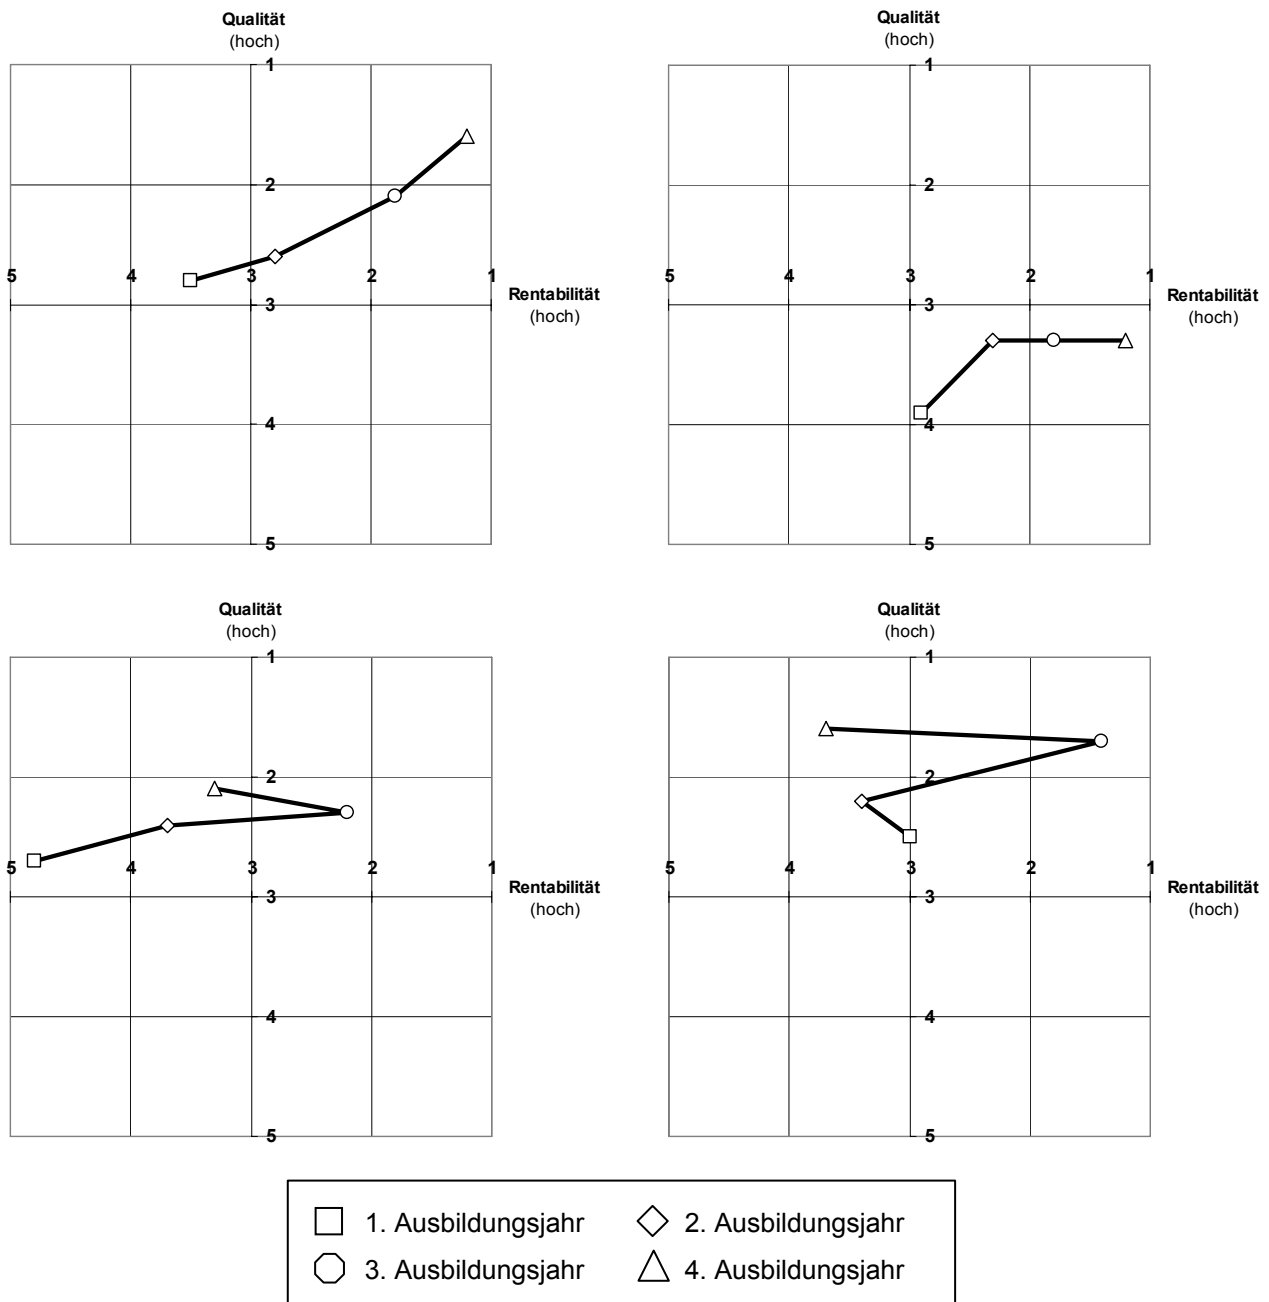 Qualität
(hoch)
1
2
5 4 3 2 1
Rentabilität
(hoch)
3
4
5
Qualität
(hoch)
1
2
5 4 3 2 1
Rentabilität
(hoch)
3
4
5
Qualität
(hoch)
1
2
5 4 3 2 1
Rentabilität
(hoch)
3
4
5
Qualität
(hoch)
1
2
5 4 3 2 1
Rentabilität
(hoch)
3
4
5
1. Ausbildungsjahr 2. Ausbildungsjahr
3. Ausbildungsjahr 4. Ausbildungsjahr